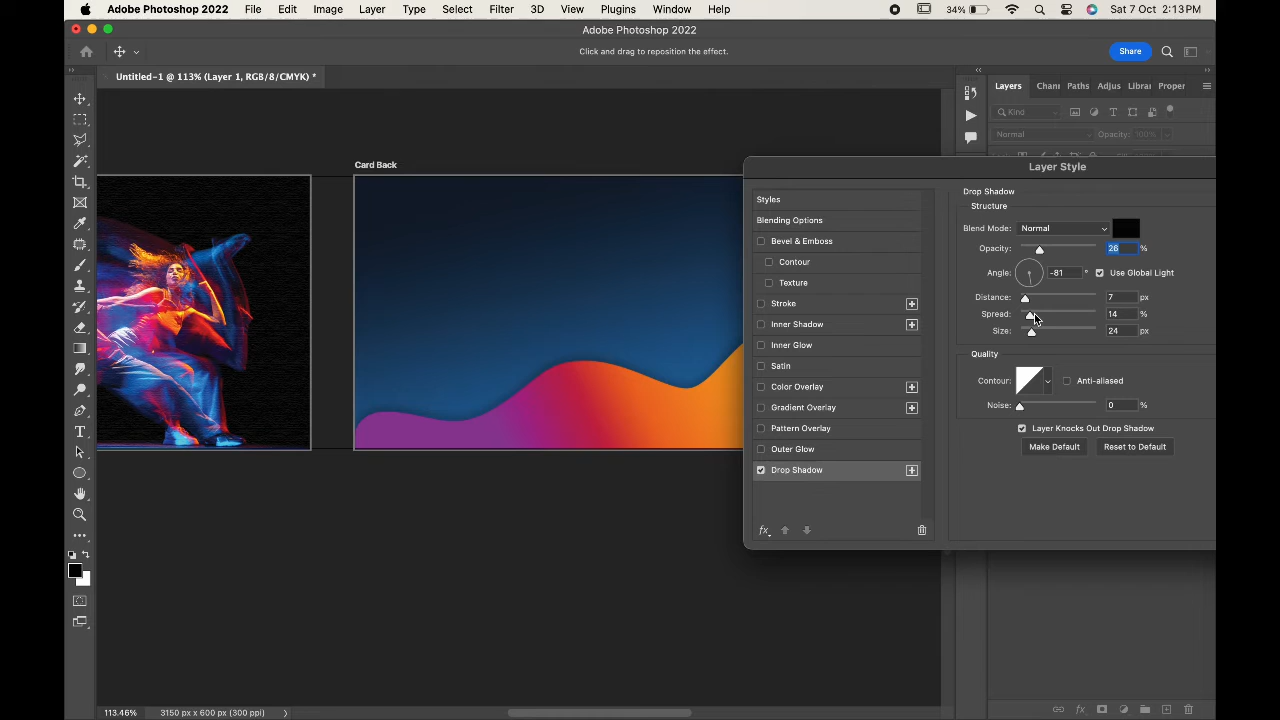 Adobe Photoshop 2022 File Edit Image Layer Type Select Filter 3D View Plugins Window Help 34% Sat 7 Oct 2:13 PM
Adobe Photoshop 2022
Click and drag to reposition the effect. Share
Untitled-1 @ 113% (Layer 1, RGB/8/CMYK) *
Layers Chann Paths Adjus Librar Proper
Kind
Normal Opacity: 100%
Card Back
Layer Style
Styles
Blending Options
Bevel & Emboss
Contour
Texture
Stroke
Inner Shadow
Inner Glow
Satin
Color Overlay
Gradient Overlay
Pattern Overlay
Outer Glow
Drop Shadow
fx
Drop Shadow
Structure
Blend Mode: Normal
Opacity: 26 %
Angle: -81 ° Use Global Light
Distance: 7 px
Spread: 14 %
Size: 24 px
Quality
Contour: Anti-aliased
Noise: 0 %
Layer Knocks Out Drop Shadow
Make Default Reset to Default
113.46% 3150 px x 600 px (300 ppi)
fx